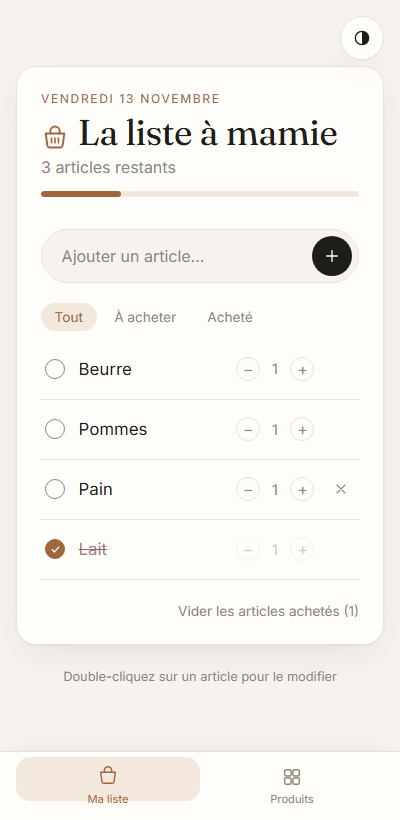 VENDREDI 13 NOVEMBRE
La liste à mamie
3 articles restants
Ajouter un article...
Tout À acheter Acheté
Beurre − 1 +
Pommes − 1 +
Pain − 1 + ×
Lait − 1 +
Vider les articles achetés (1)
Double-cliquez sur un article pour le modifier
Ma liste Produits